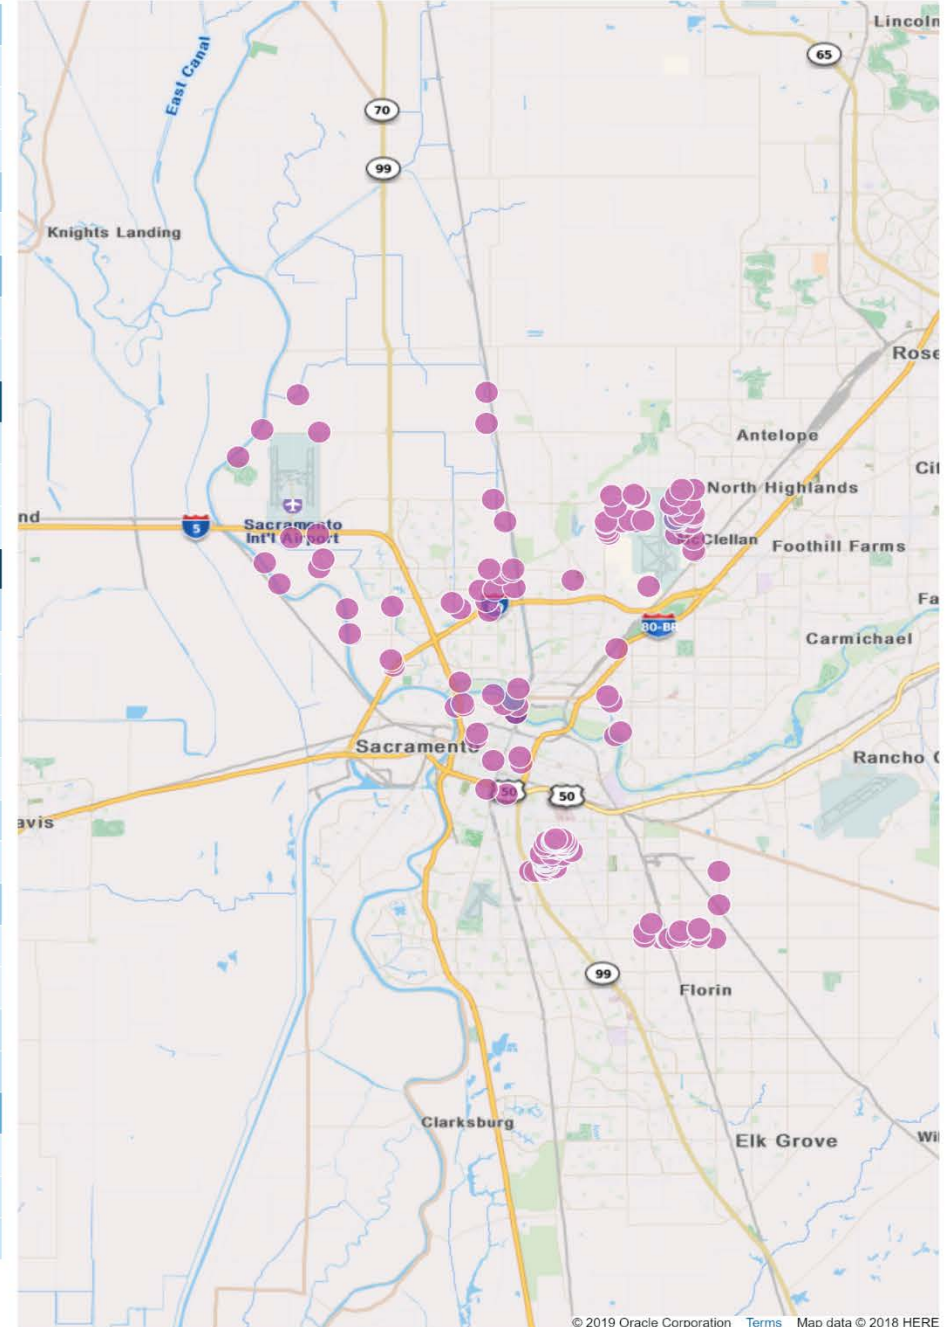 Lincoln
65
East Canal
70
99
Knights Landing
Rose
Antelope
Cit
North Highlands
nd
5
Sacramento
Int'l Airport
McClellan
Foothill Farms
Fa
80-BR
Carmichael
Sacramento
Rancho C
50
50
avis
99
Florin
Clarksburg
Elk Grove
Wil
© 2019 Oracle Corporation Terms Map data © 2018 HERE